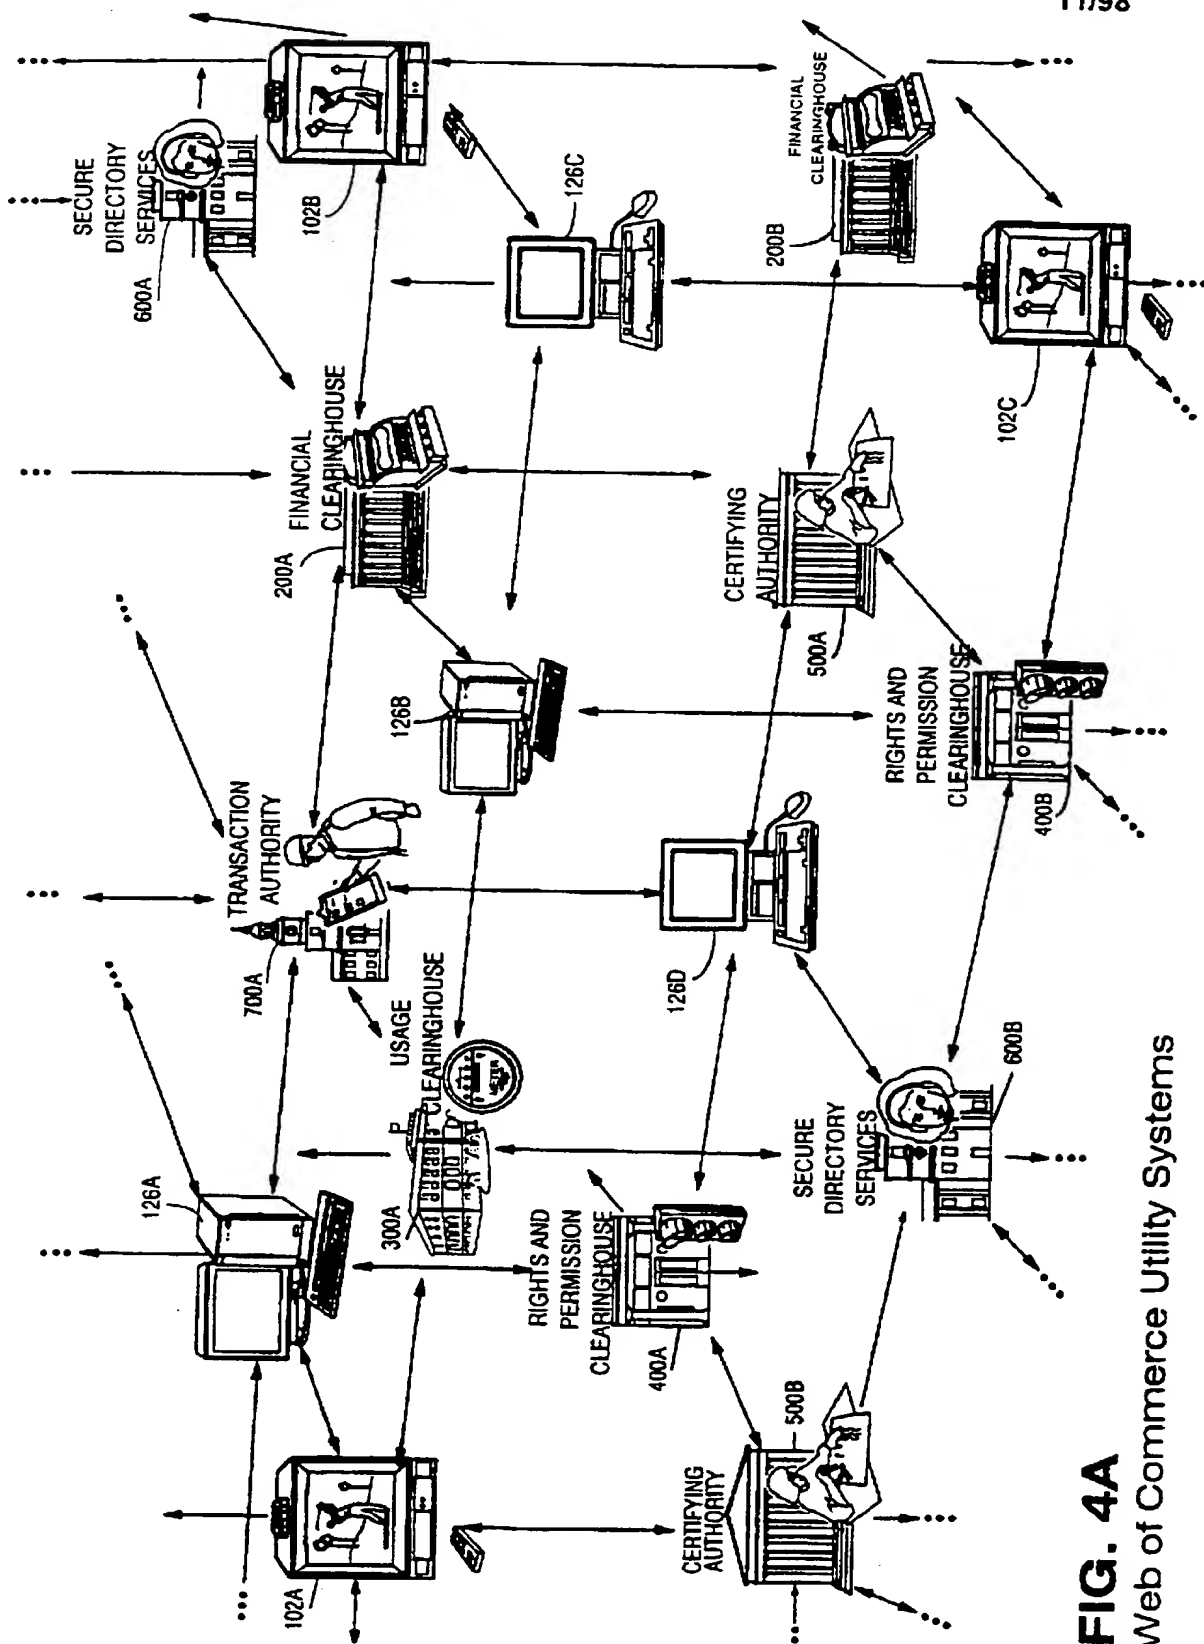 11/98
SECURE
DIRECTORY
SERVICES
600A
102B
126C
FINANCIAL
CLEARINGHOUSE
200B
102C
FINANCIAL
CLEARINGHOUSE
200A
126B
CERTIFYING
AUTHORITY
500A
RIGHTS AND
PERMISSION
CLEARINGHOUSE
400B
TRANSACTION
AUTHORITY
700A
USAGE
CLEARINGHOUSE
METER
300A
126D
SECURE
DIRECTORY
SERVICES
600B
126A
RIGHTS AND
PERMISSION
CLEARINGHOUSE
400A
102A
CERTIFYING
AUTHORITY
500B
FIG. 4A
Web of Commerce Utility Systems